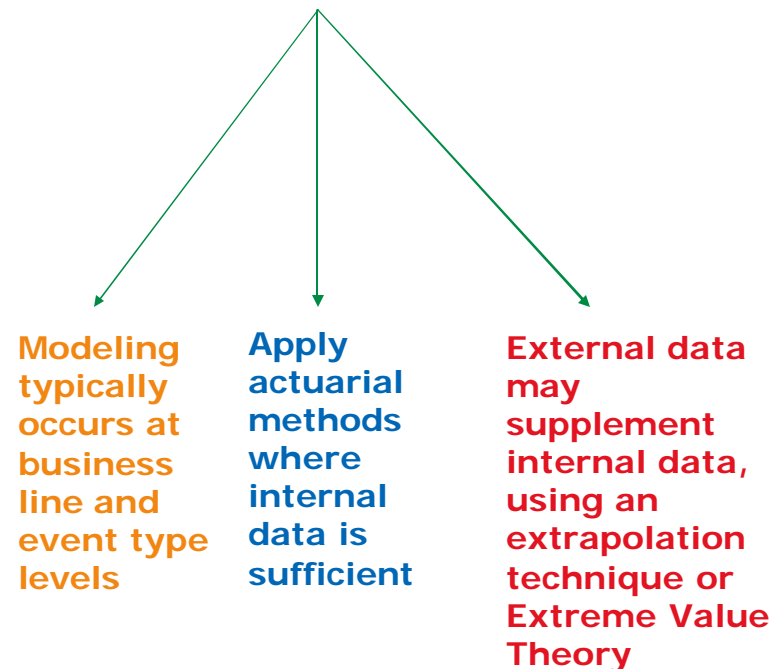 Modeling
typically
occurs at
business
line and
event type
levels
Apply
actuarial
methods
where
internal
data is
sufficient
External data
may
supplement
internal data,
using an
extrapolation
technique or
Extreme Value
Theory